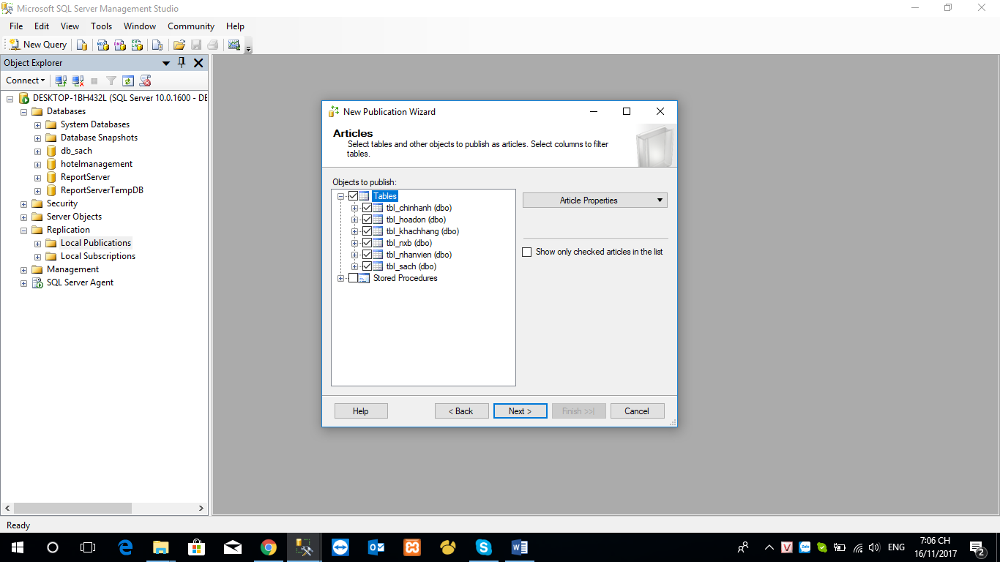 Microsoft SQL Server Management Studio
File Edit View Tools Window Community Help
New Query
Object Explorer
Connect
DESKTOP-1BH432L (SQL Server 10.0.1600 - DE
Databases
System Databases
Database Snapshots
db_sach
hotelmanagement
ReportServer
ReportServerTempDB
Security
Server Objects
Replication
Local Publications
Local Subscriptions
Management
SQL Server Agent
New Publication Wizard
Articles
Select tables and other objects to publish as articles. Select columns to filter
tables.
Objects to publish:
Tables
tbl_chinhanh (dbo)
tbl_hoadon (dbo)
tbl_khachhang (dbo)
tbl_nxb (dbo)
tbl_nhanvien (dbo)
tbl_sach (dbo)
Stored Procedures
Article Properties
Show only checked articles in the list
Help < Back Next > Finish >>| Cancel
Ready
ENG
7:06 CH
16/11/2017
2